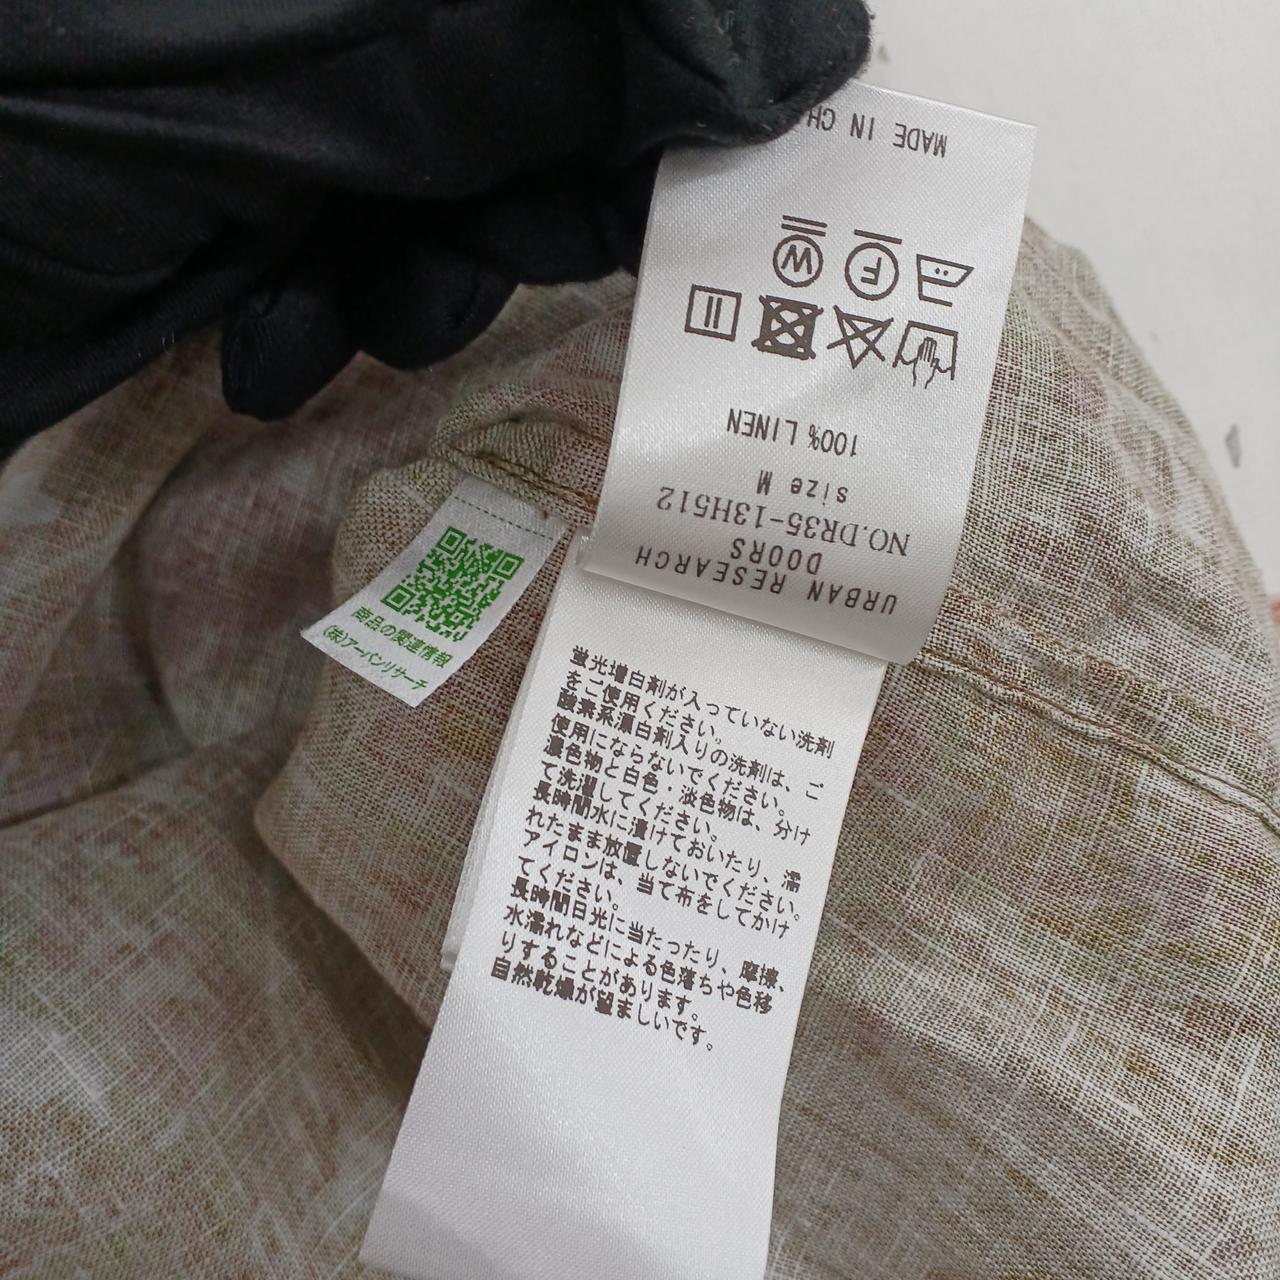 URBAN RESEARCH
DOORS
NO.DR35-13H512
size M
100% LINEN
W
F
MADE IN
商品の関連情報
(株)アーバンリサーチ
蛍光増白剤が入っていない洗剤
をご使用ください。
酸素系漂白剤入りの洗剤は、ご
使用にならないでください。
濃色物と白色・淡色物は、分け
て洗濯してください。
長時間水に漬けておいたり、濡
れたまま放置しないでください。
アイロンは、当て布をしてかけ
てください。
長時間日光に当たったり、摩擦、
水濡れなどによる色落ちや色移
りすることがあります。
自然乾燥が望ましいです。